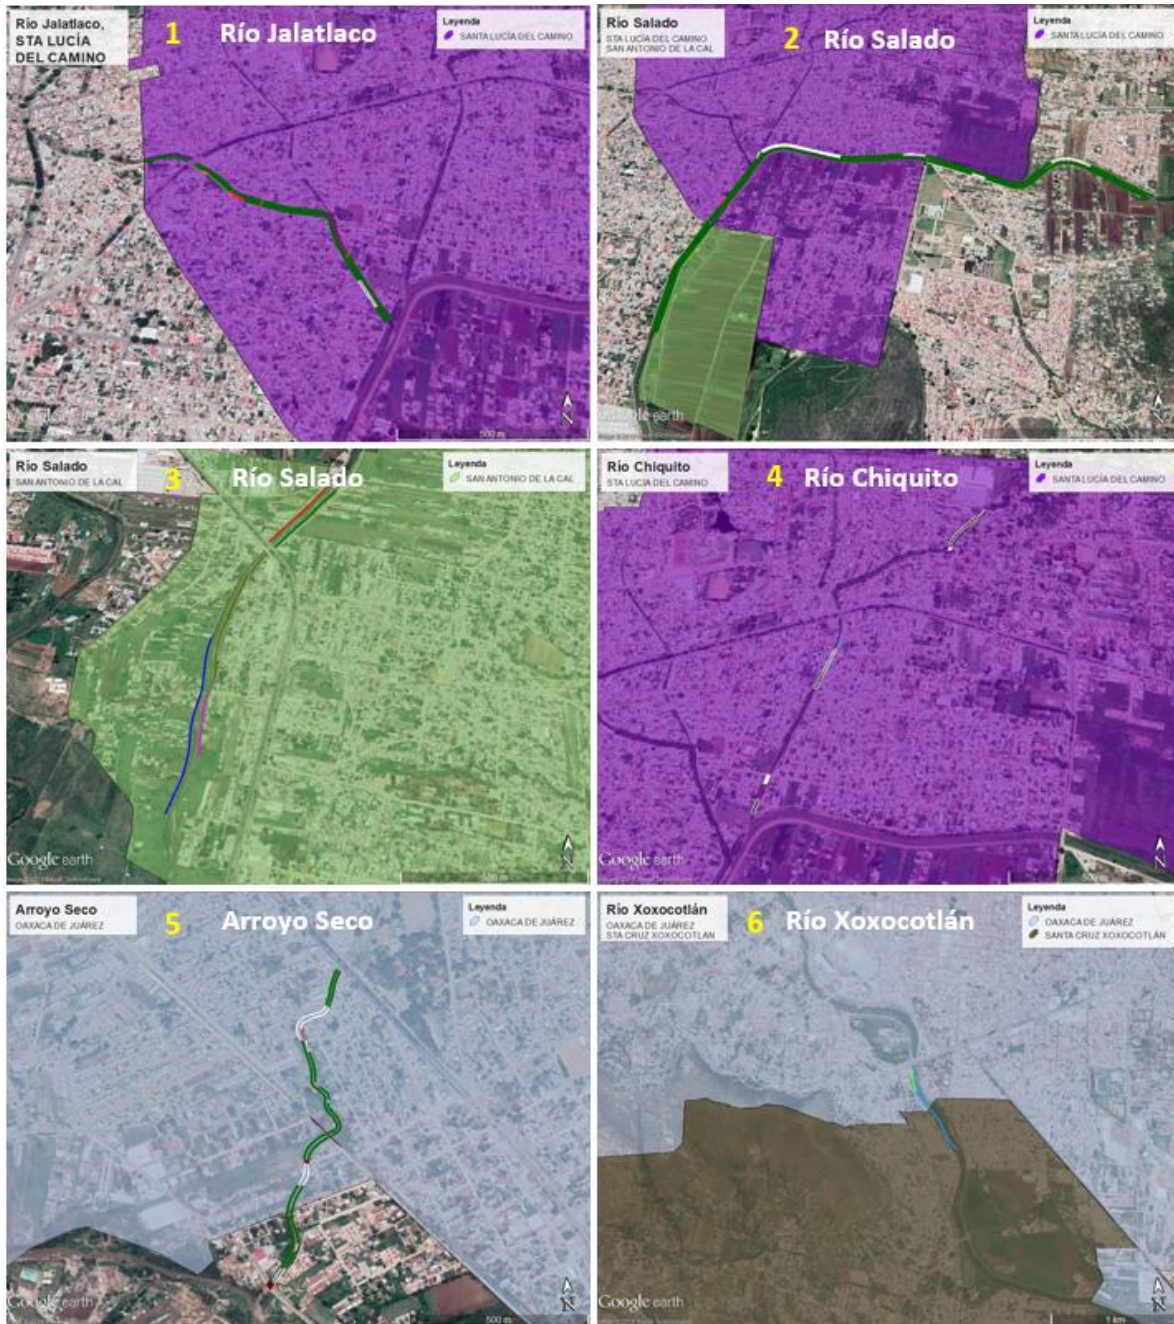 Río Jalatlaco,
STA LUCÍA
DEL CAMINO
1 Río Jalatlaco
Leyenda
SANTA LUCÍA DEL CAMINO
500 m
N
Río Salado
STA LUCÍA DEL CAMINO
SAN ANTONIO DE LA CAL
2 Río Salado
Leyenda
SANTA LUCÍA DEL CAMINO
Google earth
N
Río Salado
SAN ANTONIO DE LA CAL
3 Río Salado
Leyenda
SAN ANTONIO DE LA CAL
Google earth
500 m
N
Río Chiquito
STA LUCÍA DEL CAMINO
4 Río Chiquito
Leyenda
SANTA LUCÍA DEL CAMINO
Google earth
N
Arroyo Seco
OAXACA DE JUÁREZ
5 Arroyo Seco
Leyenda
OAXACA DE JUÁREZ
Google earth
500 m
N
Río Xoxocotlán
OAXACA DE JUÁREZ
STA CRUZ XOXOCOTLÁN
6 Río Xoxocotlán
Leyenda
OAXACA DE JUÁREZ
SANTA CRUZ XOXOCOTLÁN
Google earth
1 km
N